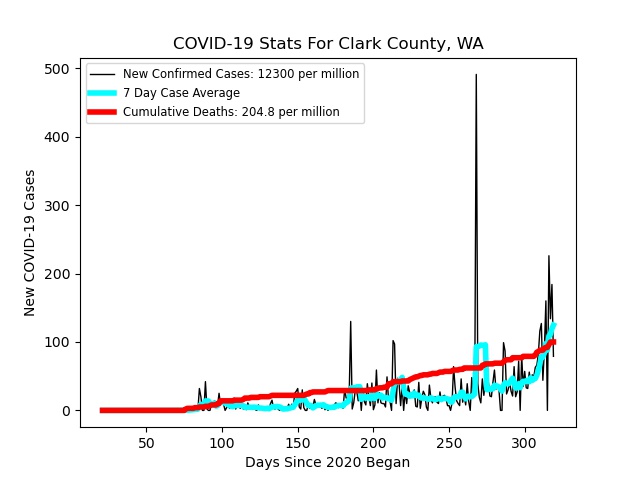 COVID-19 Stats For Clark County, WA
New Confirmed Cases: 12300 per million
7 Day Case Average
Cumulative Deaths: 204.8 per million
New COVID-19 Cases
500
400
300
200
100
0
50
100
150
200
250
300
Days Since 2020 Began